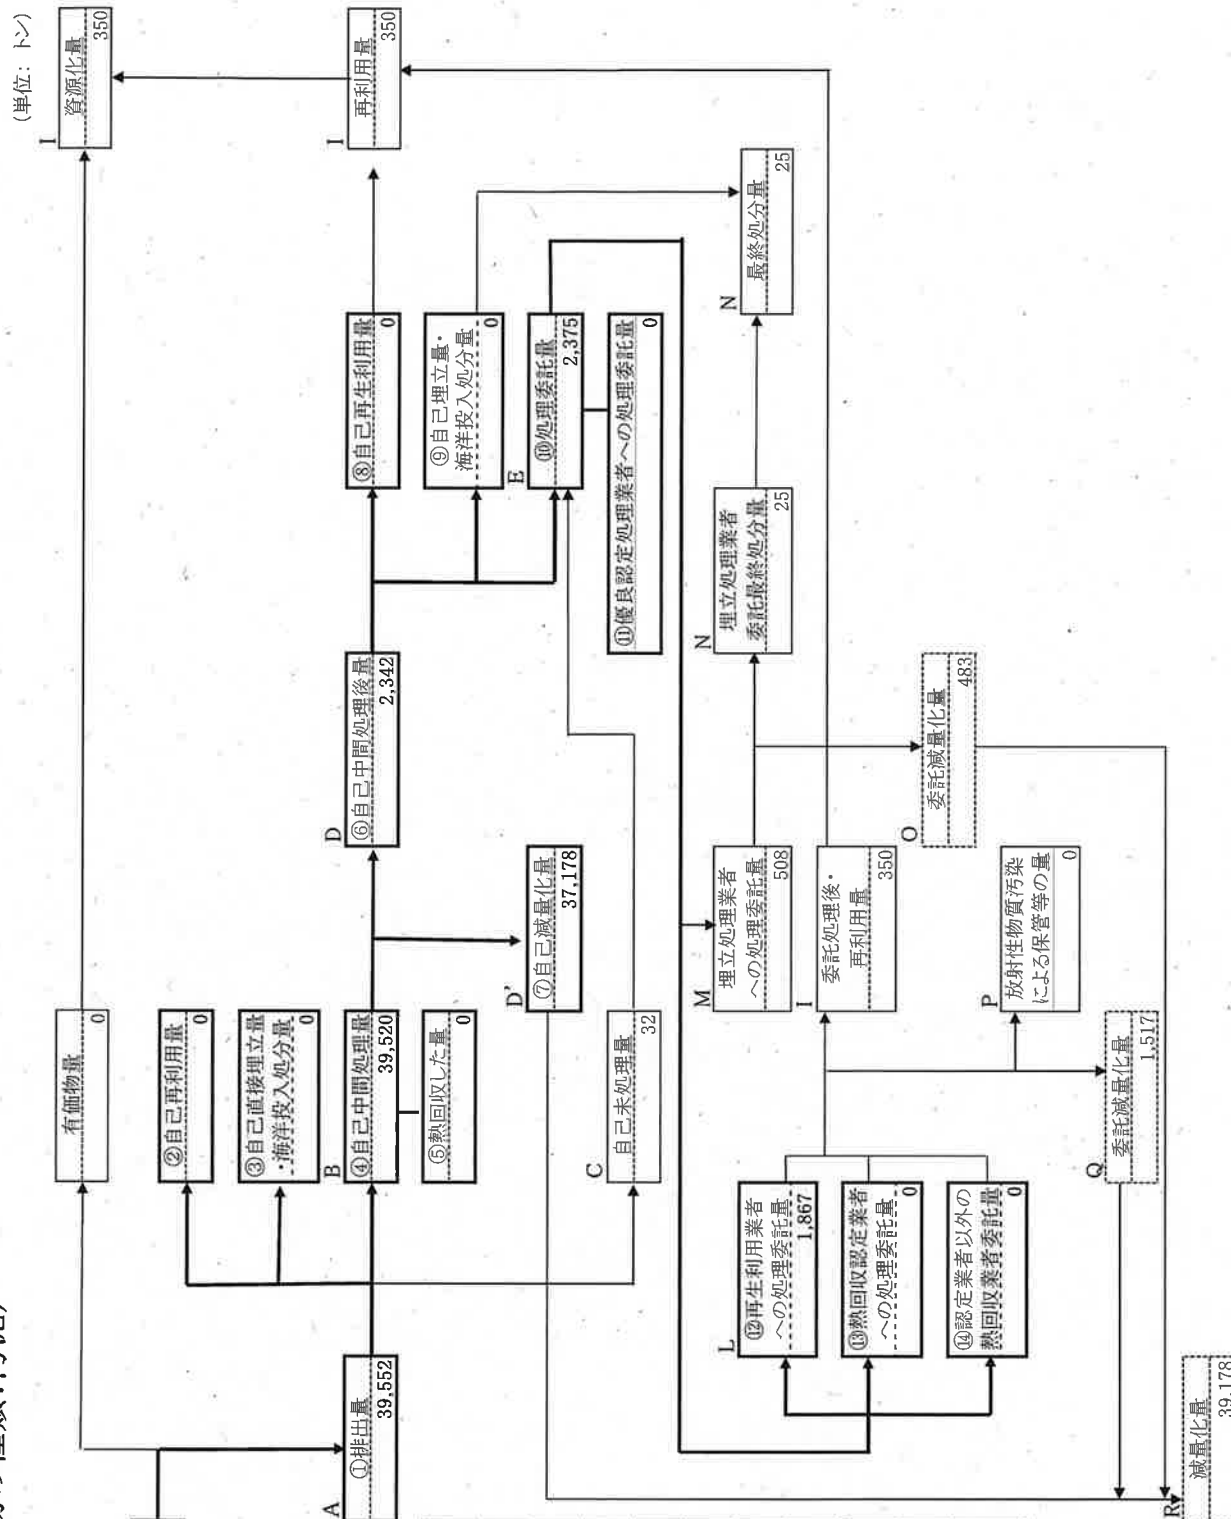 (単位：トン)
I
資源化量
350
I
再利用量
350
有価物量
0
②自己再利用量
0
③自己直接埋立量
・海洋投入処分量
0
B
④自己中間処理量
39,520
⑤熱回収した量
0
A
①排出量
39,552
D
⑥自己中間処理後量
2,342
D'
⑦自己減量化量
37,178
C
自己未処理量
32
⑧自己再生利用量
0
⑨自己埋立量・
海洋投入処分量
0
E
⑩処理委託量
2,375
⑪優良認定処理業者への処理委託量
0
N
最終処分量
25
N
埋立処理業者
委託最終処分量
25
M
埋立処理業者
への処理委託量
508
I
委託処理後・
再利用量
350
O
委託減量化量
483
P
放射性物質汚染
による保管等の量
0
Q
委託減量化量
1,517
L
⑫再生利用業者
への処理委託量
1,867
⑬熱回収認定業者
への処理委託量
0
⑭認定業者以外の
熱回収業者委託量
0
R
減量化量
39,178